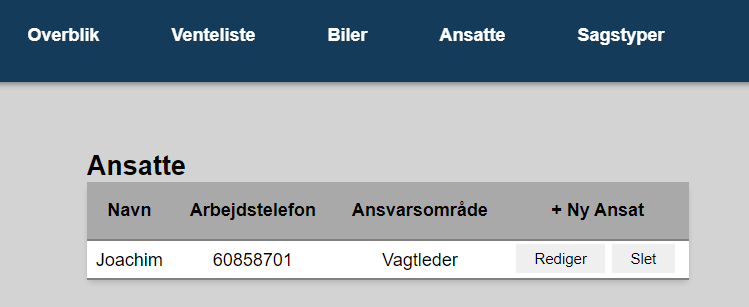 Overblik Venteliste Biler Ansatte Sagstyper
Ansatte
Navn Arbejdstelefon Ansvarsområde + Ny Ansat
Joachim 60858701 Vagtleder Rediger Slet